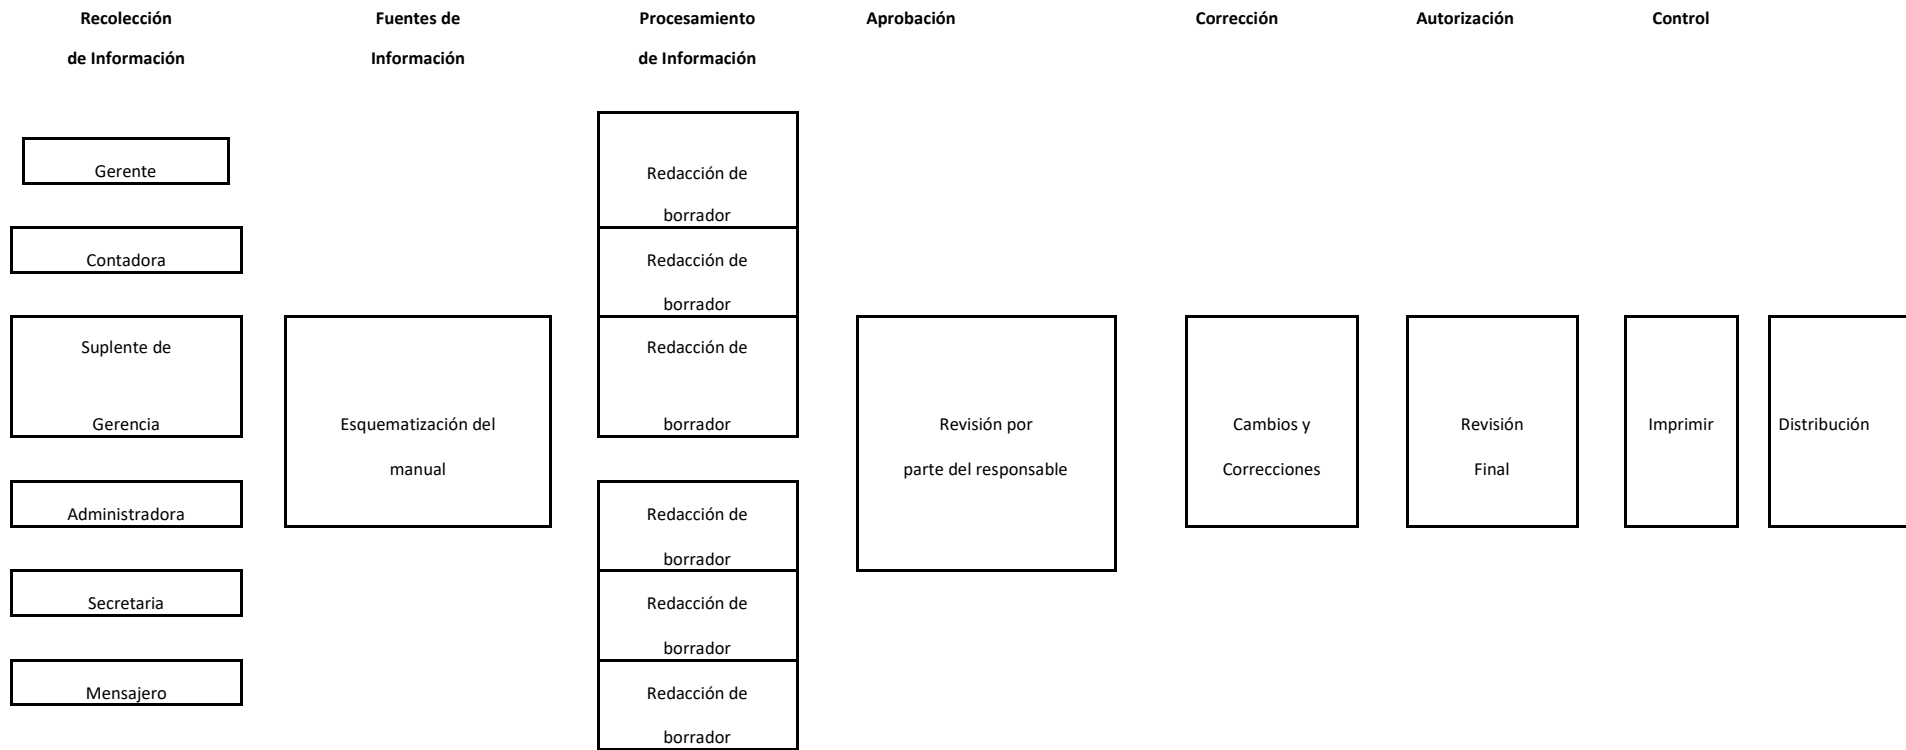 Recolección
de Información
Fuentes de
Información
Procesamiento
de Información
Aprobación
Corrección
Autorización
Control
Gerente
Contadora
Suplente de
Gerencia
Administradora
Secretaria
Mensajero
Esquematización del
manual
Redacción de
borrador
Redacción de
borrador
Redacción de
borrador
Redacción de
borrador
Redacción de
borrador
Redacción de
borrador
Revisión por
parte del responsable
Cambios y
Correcciones
Revisión
Final
Imprimir
Distribución